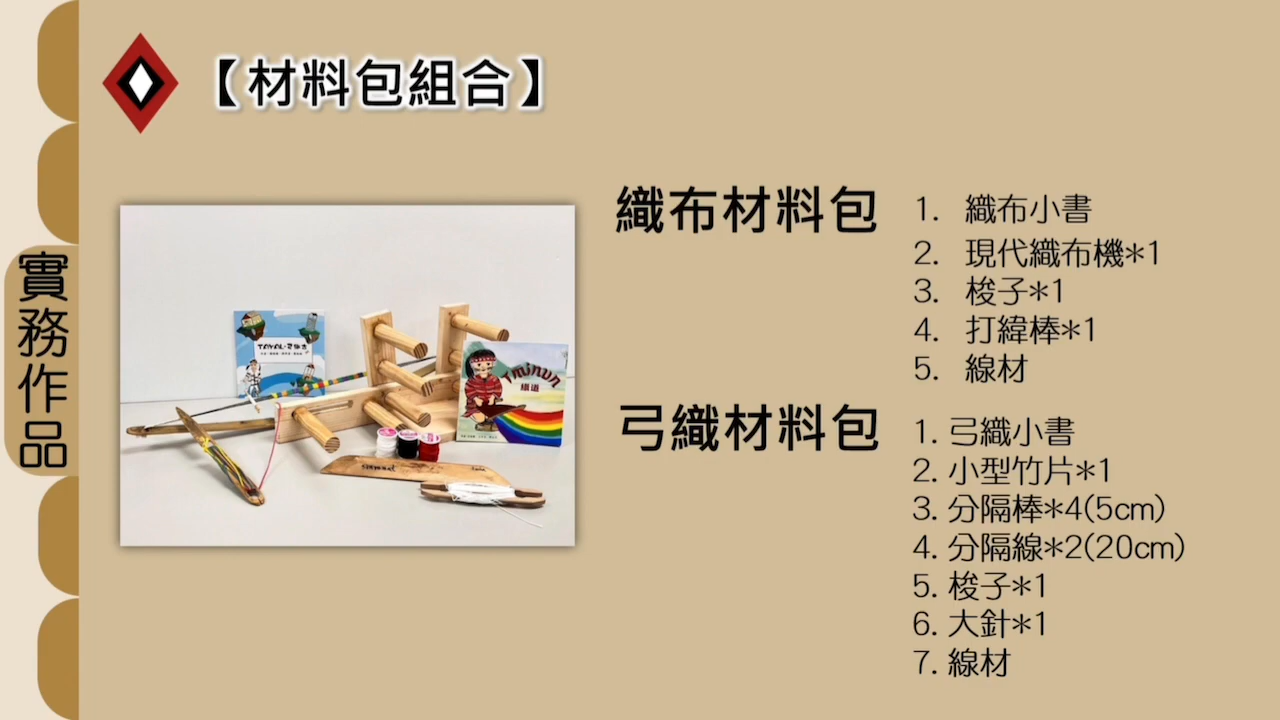 【材料包組合】
實務作品
織布材料包
1. 織布小書
2. 現代織布機*1
3. 梭子*1
4. 打緯棒*1
5. 線材
弓織材料包
1. 弓織小書
2. 小型竹片*1
3. 分隔棒*4(5cm)
4. 分隔線*2(20cm)
5. 梭子*1
6. 大針*1
7. 線材
Tminun
織道